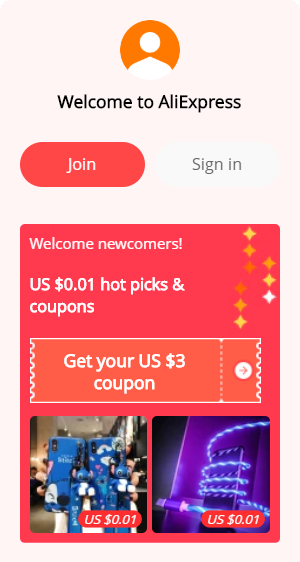 Welcome to AliExpress
Join
Sign in
Welcome newcomers!
US $0.01 hot picks &
coupons
Get your US $3
coupon
US $0.01
US $0.01